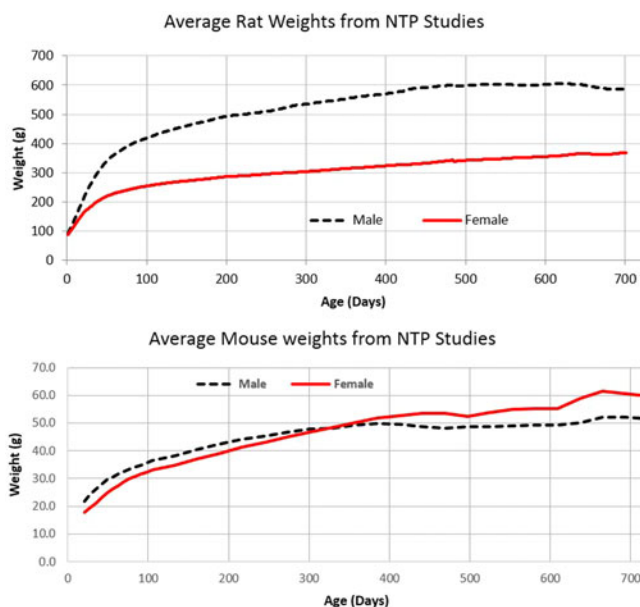 Average Rat Weights from NTP Studies
700
600
500
400
300
200
100
0
Weight (g)
Male
Female
0 100 200 300 400 500 600 700
Age (Days)
Average Mouse weights from NTP Studies
70.0
60.0
50.0
40.0
30.0
20.0
10.0
0.0
Weight (g)
Male
Female
0 100 200 300 400 500 600 700
Age (Days)